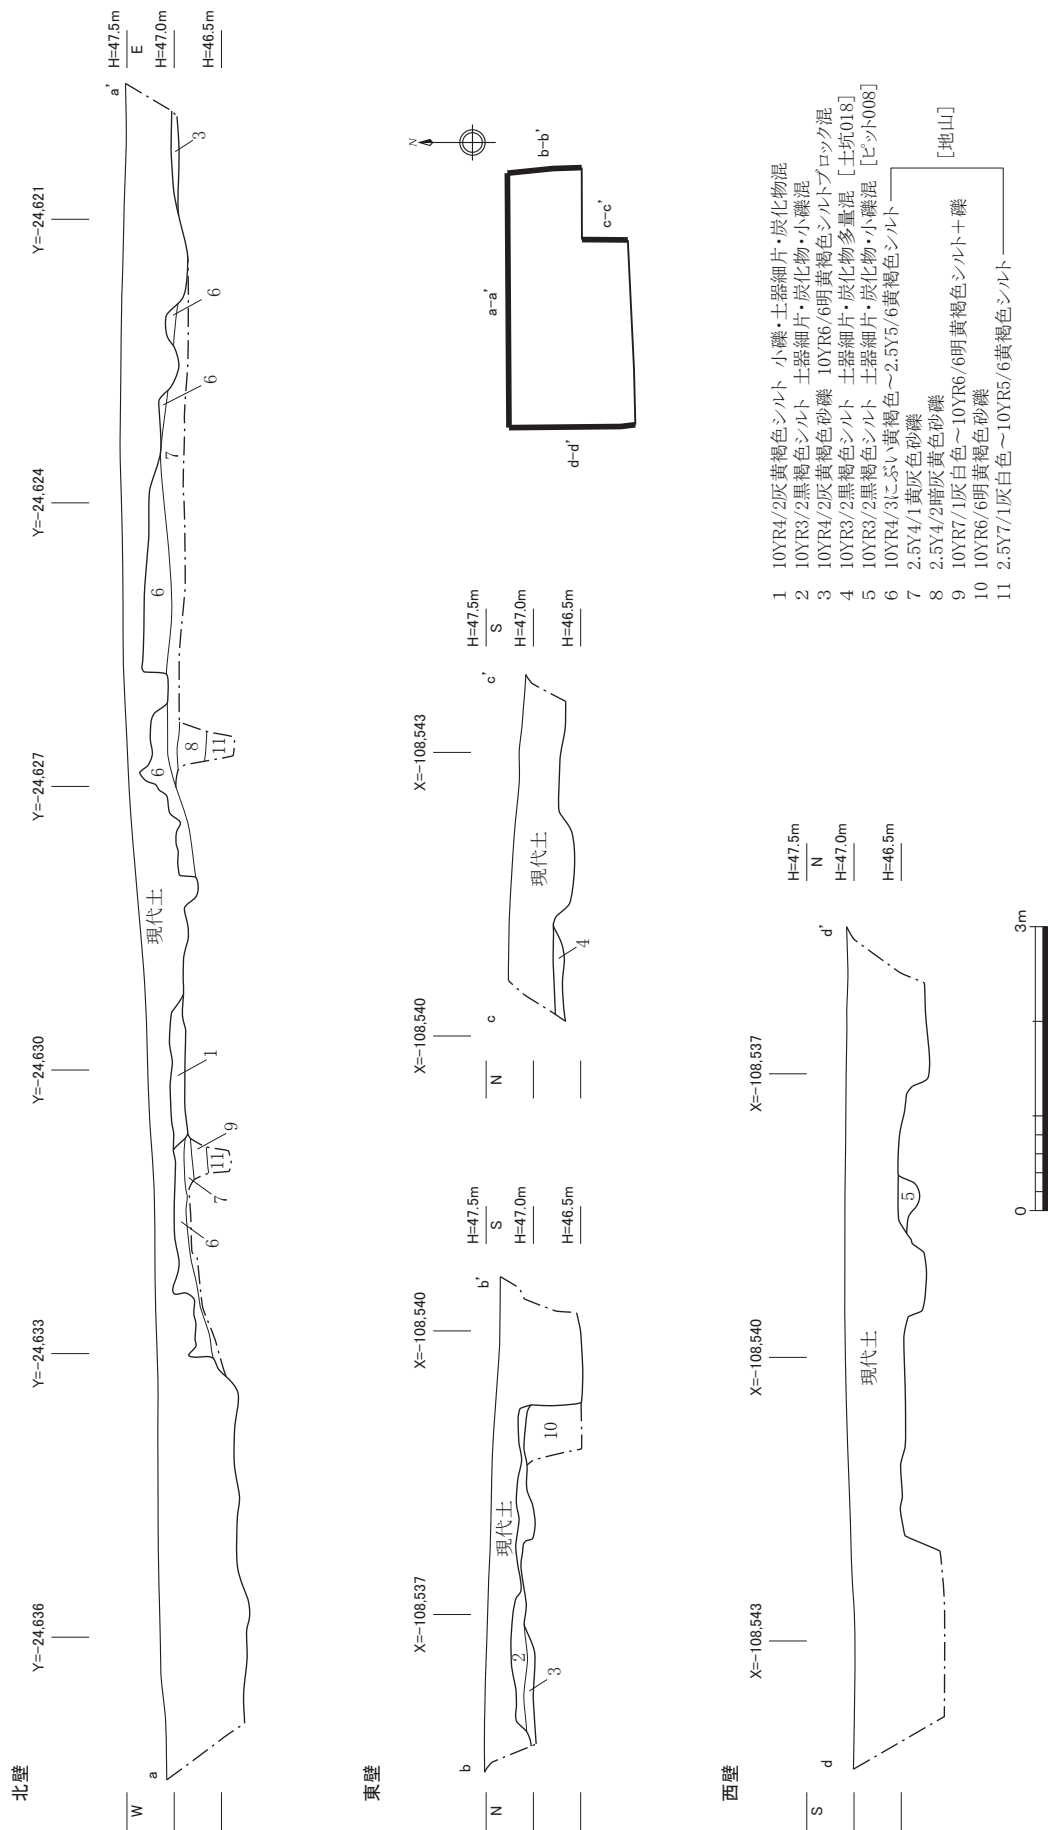 北壁
W
a
Y=-24,636
Y=-24,633
Y=-24,630
Y=-24,627
Y=-24,624
Y=-24,621
a'
H=47.5m
E
H=47.0m
H=46.5m
現代土
6
7
11
9
1
6
8
11
6
7
6
6
3
東壁
N
b
X=-108,537
X=-108,540
b'
H=47.5m
S
H=47.0m
H=46.5m
現代土
2
3
10
N
c
X=-108,540
X=-108,543
c'
H=47.5m
S
H=47.0m
H=46.5m
現代土
4
N
a-a'
b-b'
c-c'
d-d'
西壁
S
d
X=-108,543
X=-108,540
X=-108,537
d'
H=47.5m
N
H=47.0m
H=46.5m
現代土
5
1 10YR4/2灰黄褐色シルト 小礫・土器細片・炭化物混
2 10YR3/2黒褐色シルト 土器細片・炭化物・小礫混
3 10YR4/2灰黄褐色砂礫 10YR6/6明黄褐色シルトブロック混
4 10YR3/2黒褐色シルト 土器細片・炭化物多量混 [土坑018]
5 10YR3/2黒褐色シルト 土器細片・炭化物・小礫混 [ピット008]
6 10YR4/3にぶい黄褐色～2.5Y5/6黄褐色シルト
7 2.5Y4/1黄灰色砂礫
8 2.5Y4/2暗灰黄色砂礫
9 10YR7/1灰白色～10YR6/6明黄褐色シルト＋礫
10 10YR6/6明黄褐色砂礫
11 2.5Y7/1灰白色～10YR5/6黄褐色シルト
[地山]
0
3m